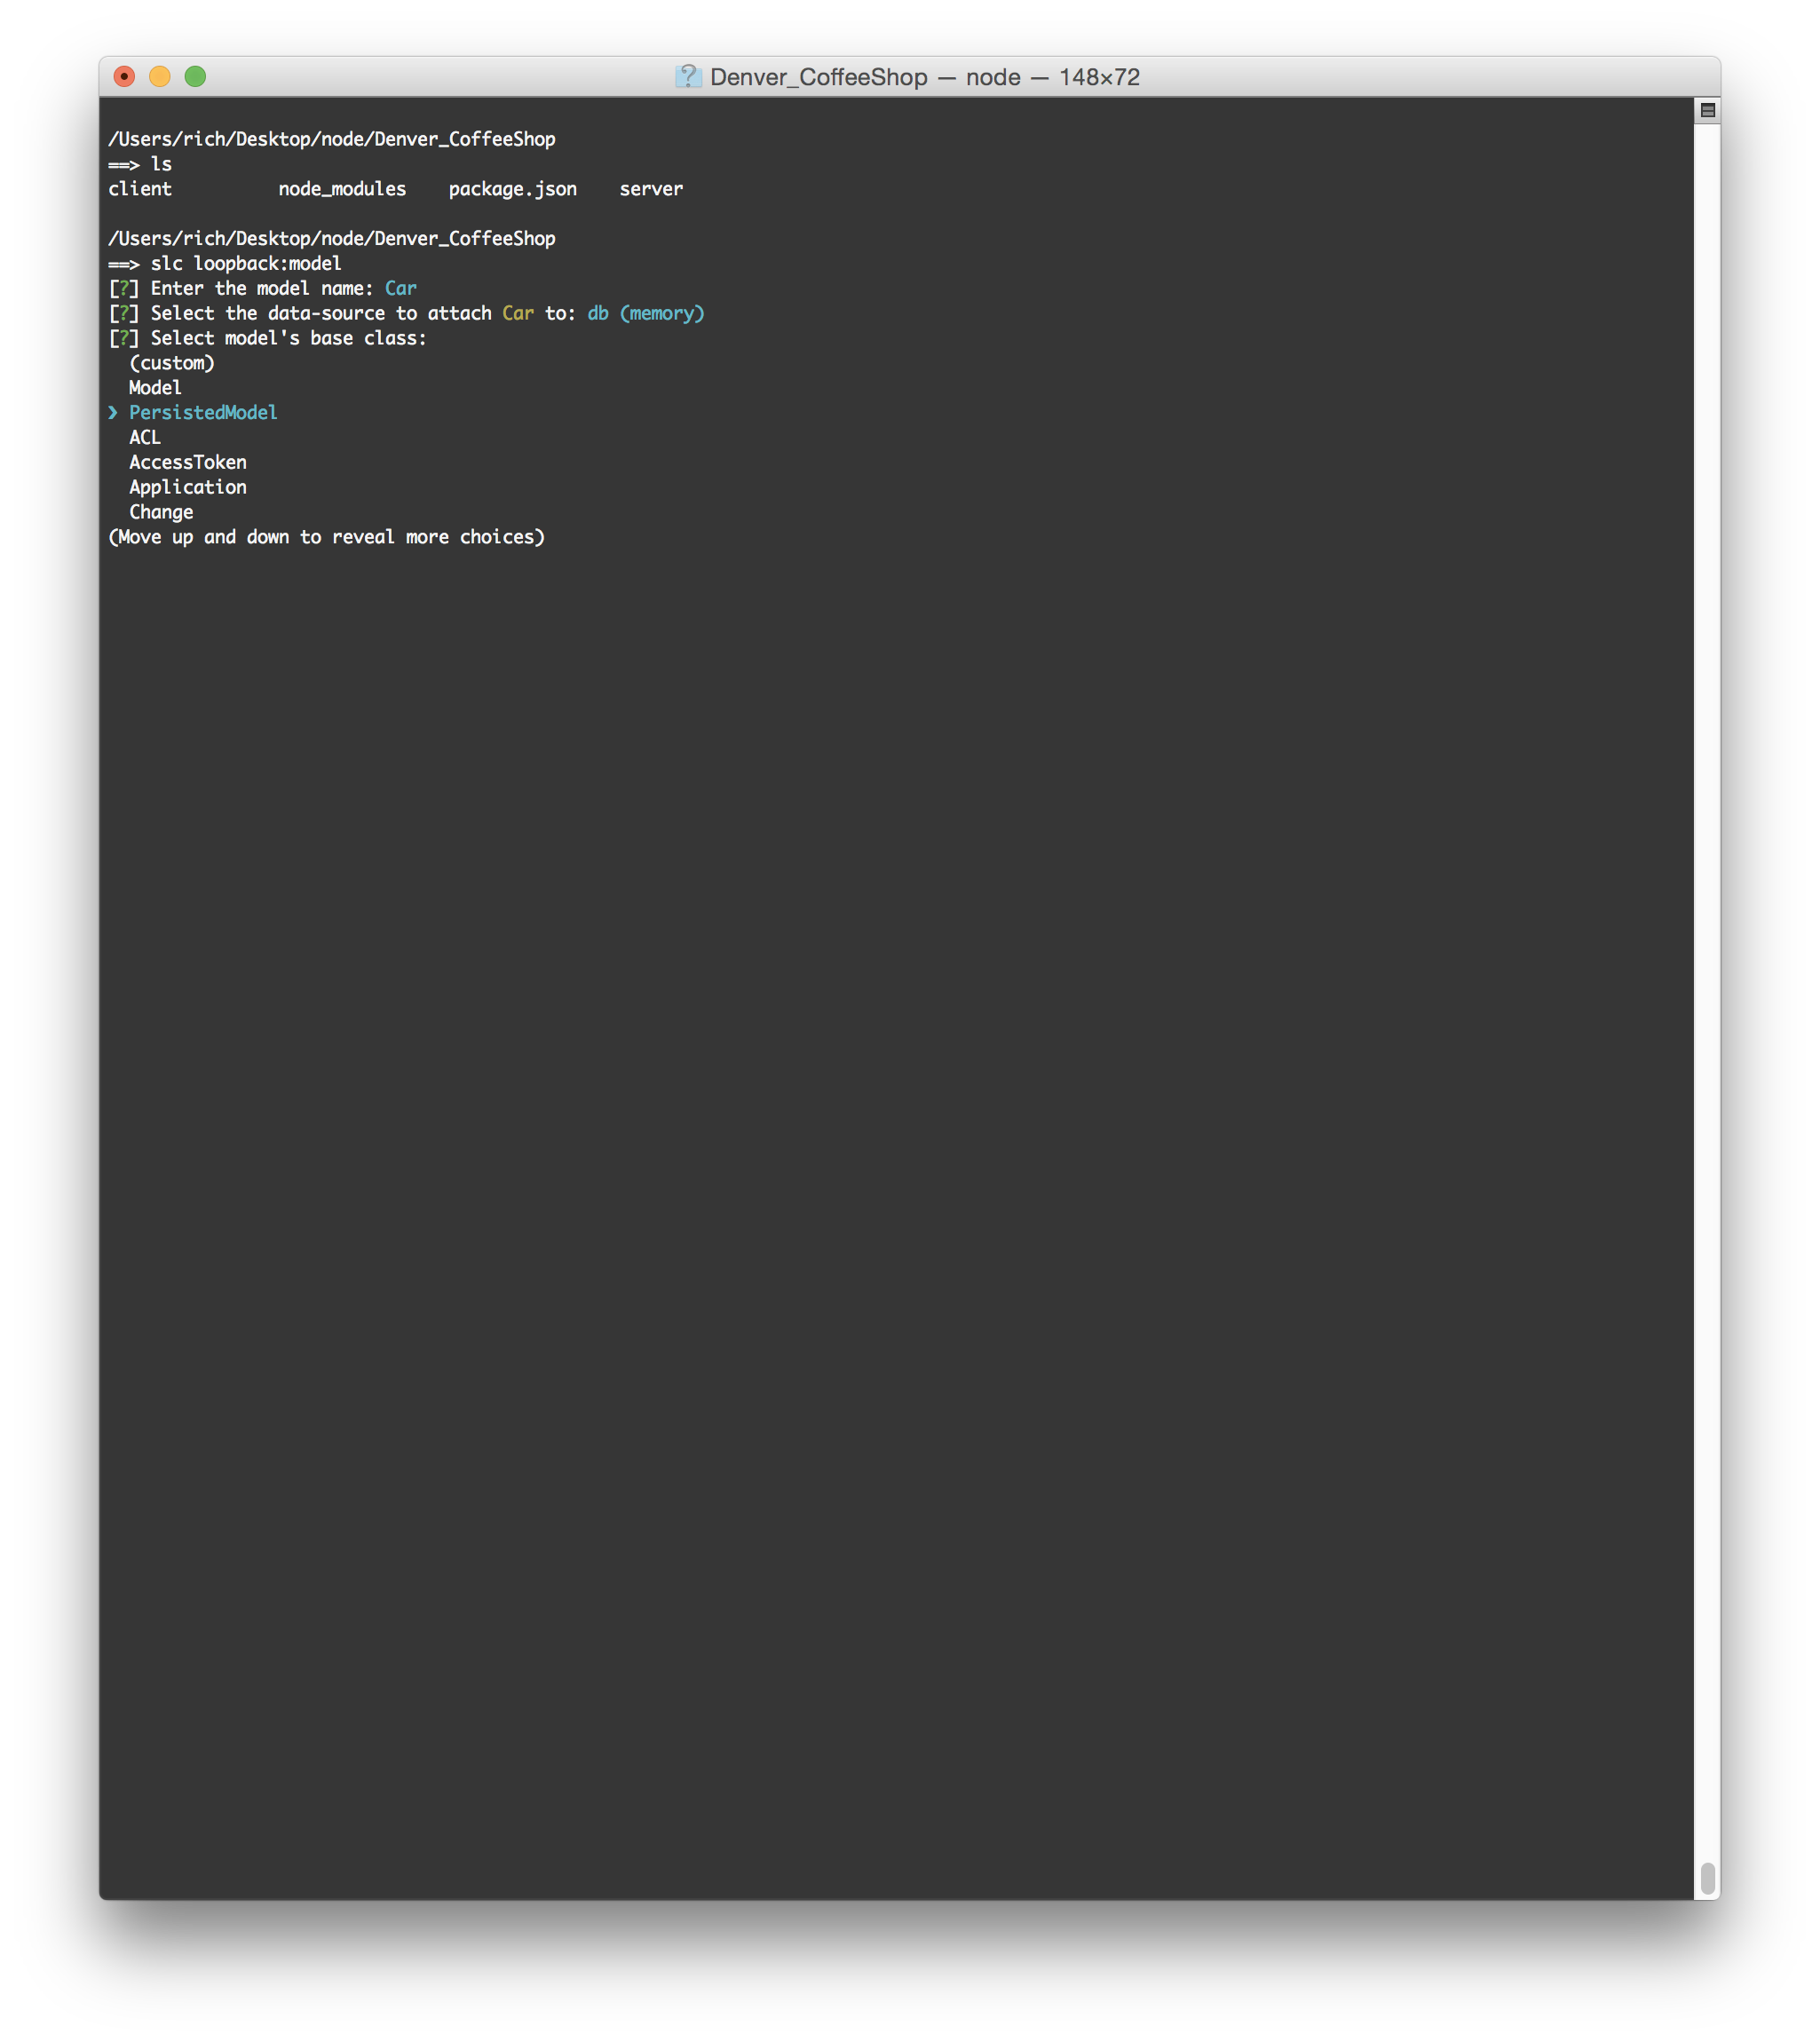 Denver_CoffeeShop — node — 148×72
/Users/rich/Desktop/node/Denver_CoffeeShop
==> ls
client          node_modules    package.json    server
/Users/rich/Desktop/node/Denver_CoffeeShop
==> slc loopback:model
[?] Enter the model name: Car
[?] Select the data-source to attach Car to: db (memory)
[?] Select model's base class:
  (custom)
  Model
❯ PersistedModel
  ACL
  AccessToken
  Application
  Change
(Move up and down to reveal more choices)